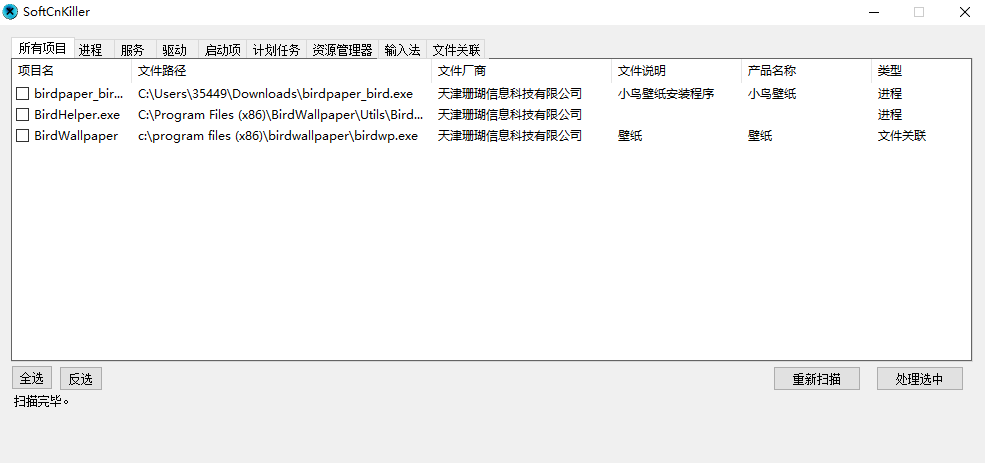 SoftCnKiller
所有项目 进程 服务 驱动 启动项 计划任务 资源管理器 输入法 文件关联
项目名 文件路径 文件厂商 文件说明 产品名称 类型
birdpaper_bir... C:\Users\35449\Downloads\birdpaper_bird.exe 天津珊瑚信息科技有限公司 小鸟壁纸安装程序 小鸟壁纸 进程
BirdHelper.exe C:\Program Files (x86)\BirdWallpaper\Utils\Bird... 天津珊瑚信息科技有限公司 进程
BirdWallpaper c:\program files (x86)\birdwallpaper\birdwp.exe 天津珊瑚信息科技有限公司 壁纸 壁纸 文件关联
全选 反选 重新扫描 处理选中
扫描完毕。